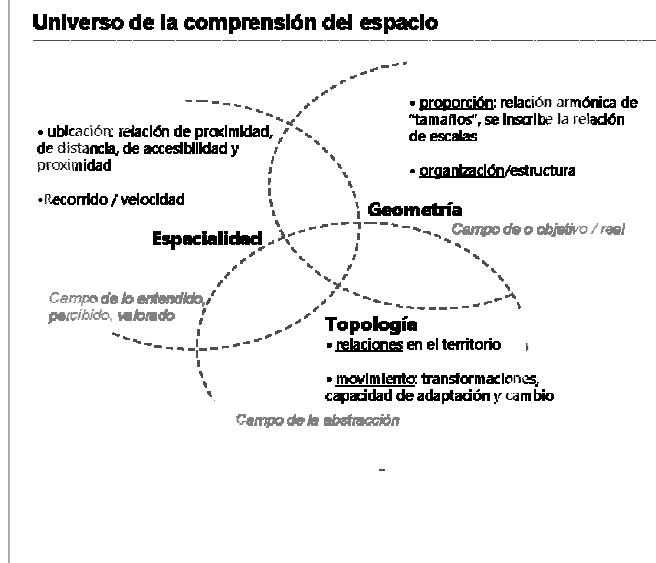 Universo de la comprensión del espacio
• ubicación: relación de proximidad,
de distancia, de accesibilidad y
proximidad
•Recorrido / velocidad
Espacialidad
Campo de lo entendido,
percibido, valorado
• proporción: relación armónica de
"tamaños", se inscribe la relación
de escalas
• organización/estructura
Geometría
Campo de o objetivo / real
Topología
• relaciones en el territorio
• movimiento: transformaciones,
capacidad de adaptación y cambio
Campo de la abstracción